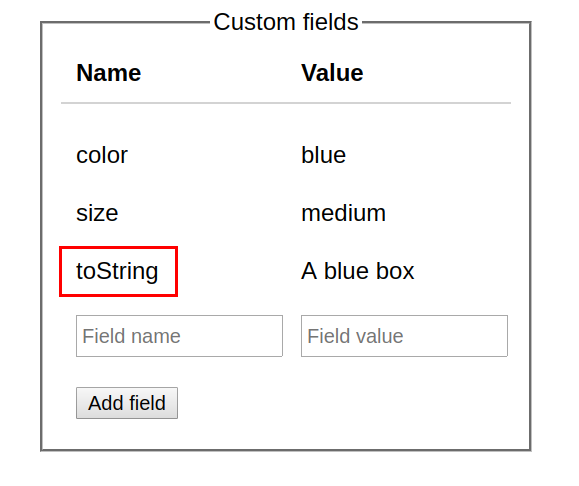 Custom fields
Name Value
color blue
size medium
toString A blue box
Field name Field value
Add field